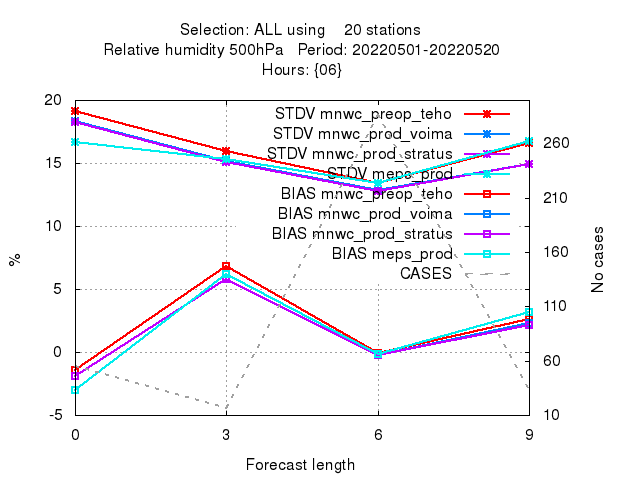 Selection: ALL using 20 stations
Relative humidity 500hPa Period: 20220501-20220520
Hours: {06}
20
15
10
5
0
-5
%
STDV mnwc_preop_teho
STDV mnwc_prod_voima
STDV mnwc_prod_stratus
STDV meps_prod
BIAS mnwc_preop_teho
BIAS mnwc_prod_voima
BIAS mnwc_prod_stratus
BIAS meps_prod
CASES
260
210
160
110
60
10
No cases
0 3 6 9
Forecast length